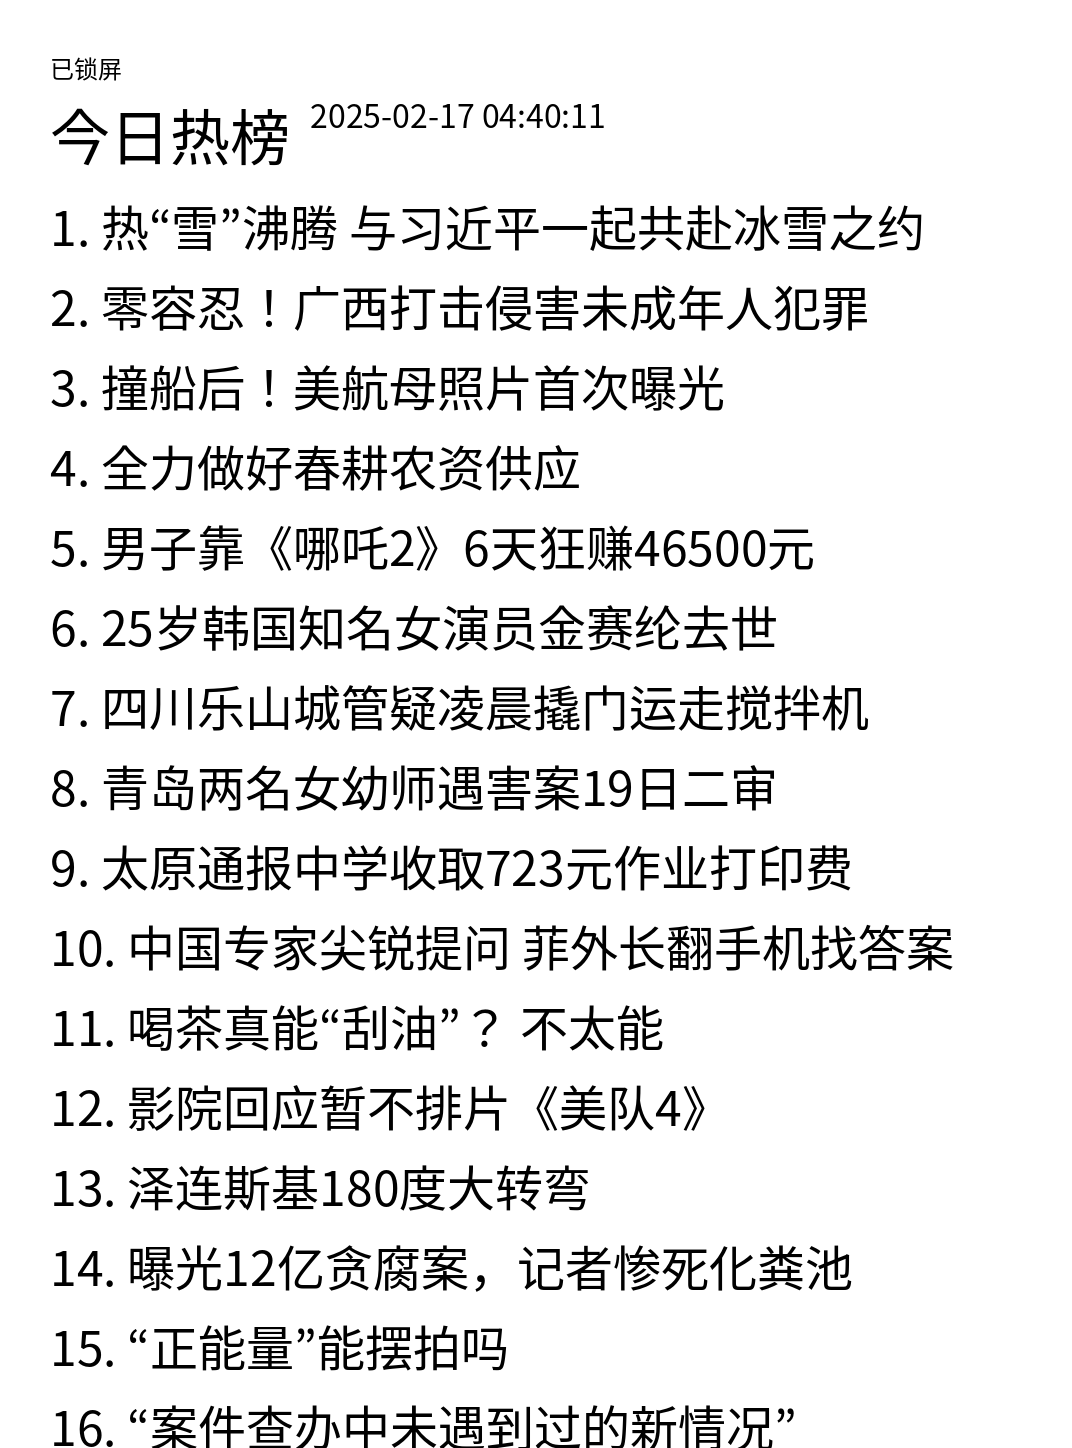 已锁屏
今日热榜 2025-02-17 04:40:11
1. 热“雪”沸腾 与习近平一起共赴冰雪之约
2. 零容忍！广西打击侵害未成年人犯罪
3. 撞船后！美航母照片首次曝光
4. 全力做好春耕农资供应
5. 男子靠《哪吒2》6天狂赚46500元
6. 25岁韩国知名女演员金赛纶去世
7. 四川乐山城管疑凌晨撬门运走搅拌机
8. 青岛两名女幼师遇害案19日二审
9. 太原通报中学收取723元作业打印费
10. 中国专家尖锐提问 菲外长翻手机找答案
11. 喝茶真能“刮油”？ 不太能
12. 影院回应暂不排片《美队4》
13. 泽连斯基180度大转弯
14. 曝光12亿贪腐案，记者惨死化粪池
15. “正能量”能摆拍吗
16. “案件查办中未遇到过的新情况”